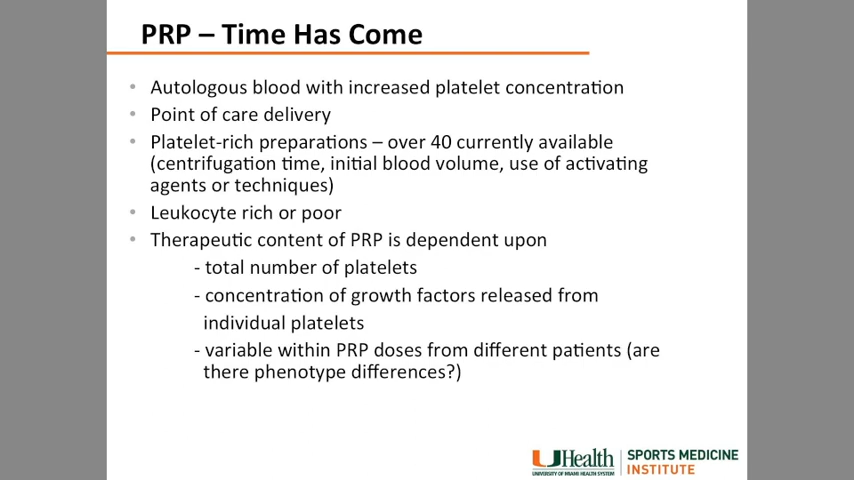 PRP – Time Has Come
• Autologous blood with increased platelet concentration
• Point of care delivery
• Platelet-rich preparations – over 40 currently available
(centrifugation time, initial blood volume, use of activating
agents or techniques)
• Leukocyte rich or poor
• Therapeutic content of PRP is dependent upon
- total number of platelets
- concentration of growth factors released from
individual platelets
- variable within PRP doses from different patients (are
there phenotype differences?)
UHealth
UNIVERSITY OF MIAMI HEALTH SYSTEM
SPORTS MEDICINE
INSTITUTE